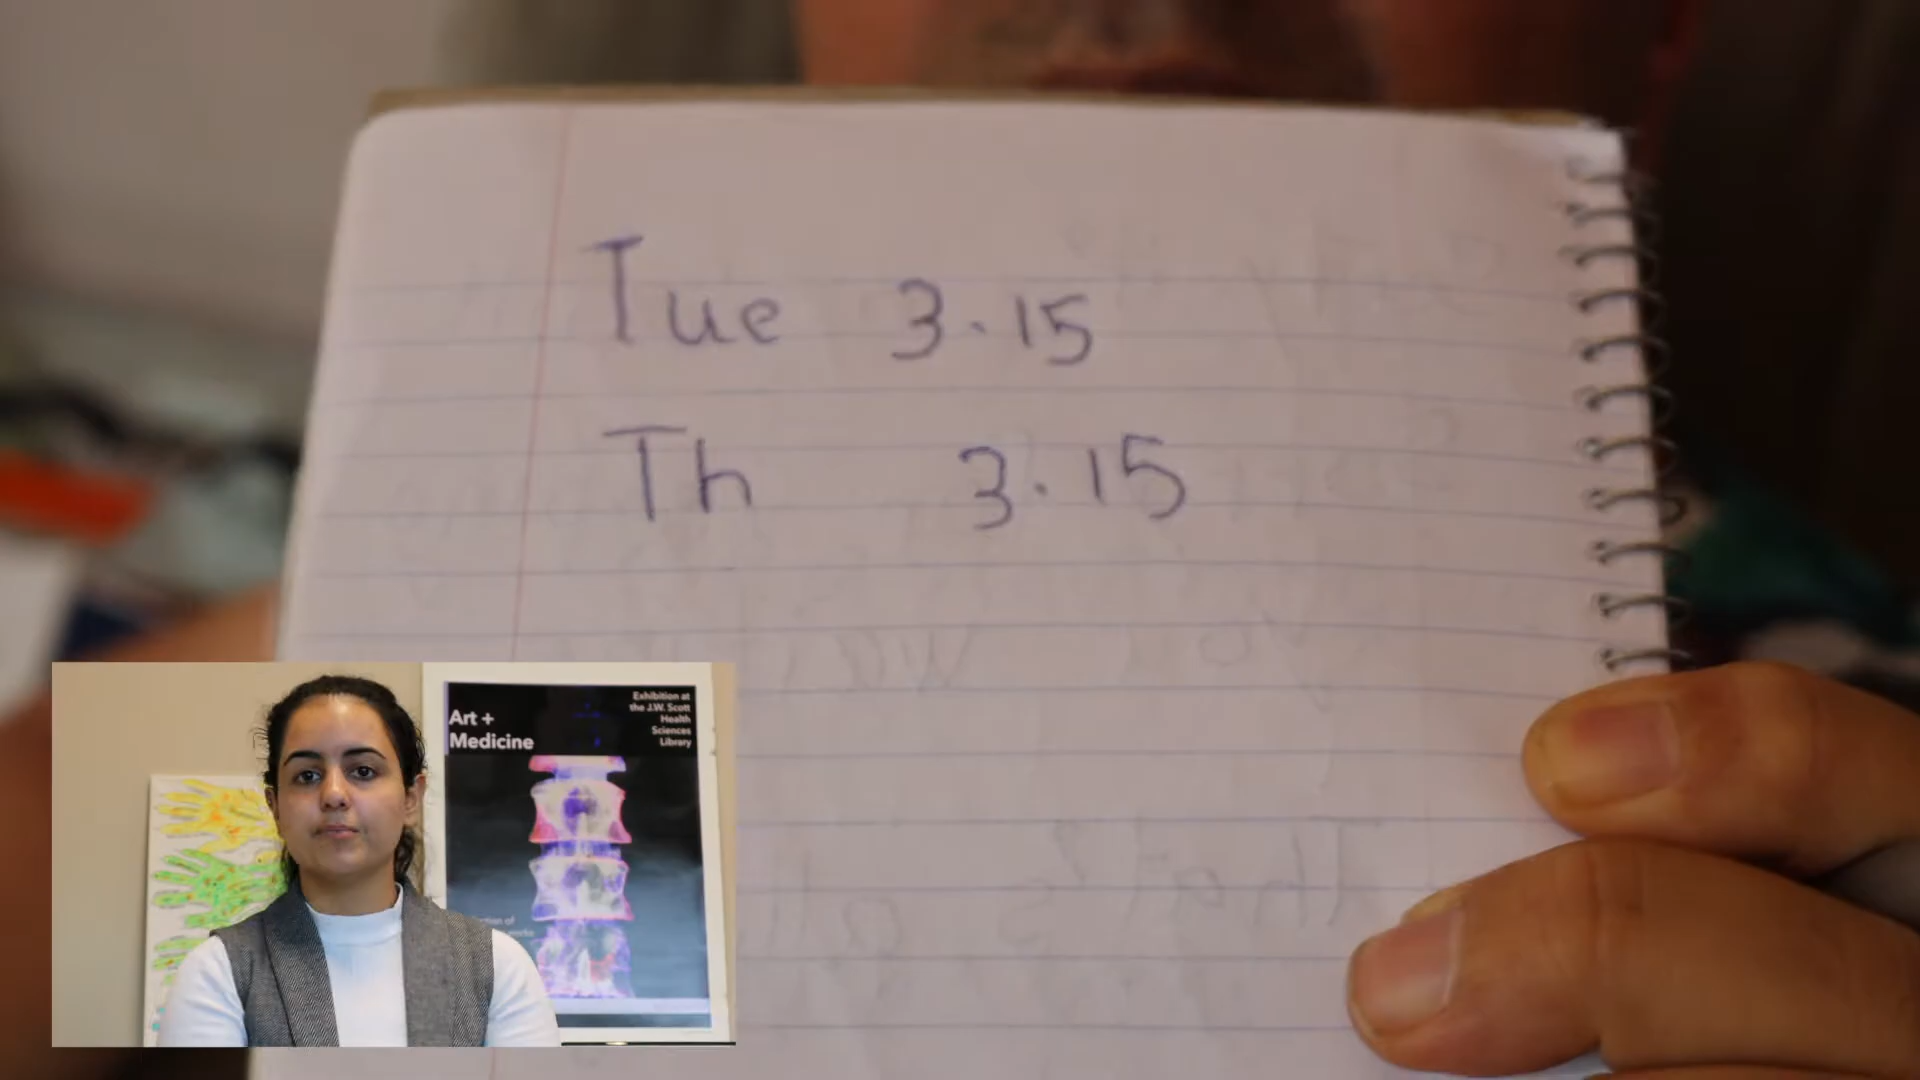 Tue 3.15
Th 3.15
Art +
Medicine
Exhibition at
the J.W. Scott
Health
Sciences
Library